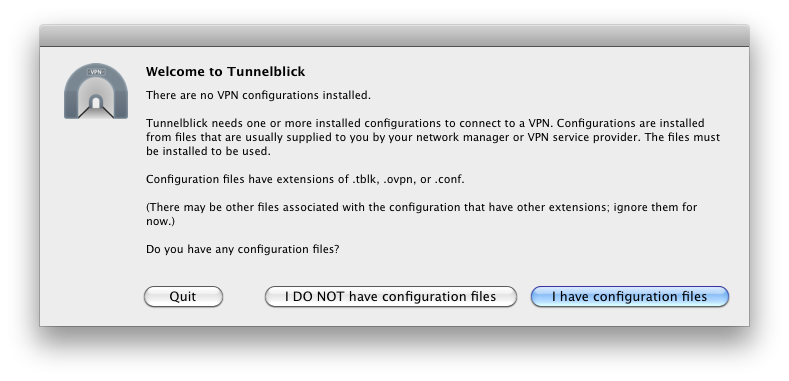 VPN
Welcome to Tunnelblick
There are no VPN configurations installed.
Tunnelblick needs one or more installed configurations to connect to a VPN. Configurations are installed
from files that are usually supplied to you by your network manager or VPN service provider. The files must
be installed to be used.
Configuration files have extensions of .tblk, .ovpn, or .conf.
(There may be other files associated with the configuration that have other extensions; ignore them for
now.)
Do you have any configuration files?
Quit
I DO NOT have configuration files
I have configuration files